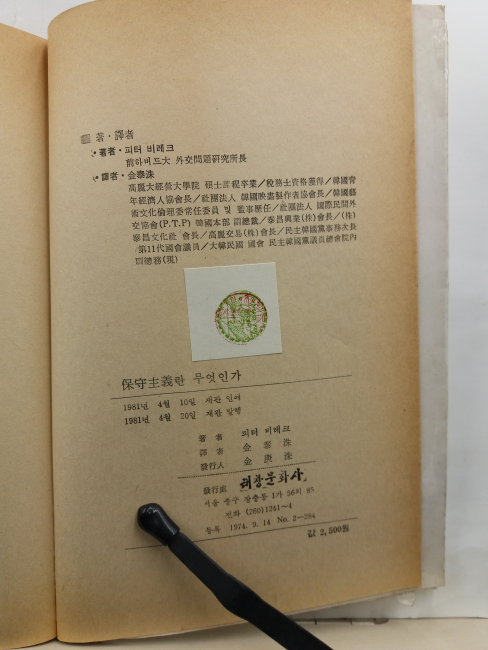 著・譯者
• 著者・피터 비레크
前하버드大 外交問題硏究所長
• 譯者・金泰洙
高麗大經營大學院 碩士課程卒業/稅務士資格獲得/韓國靑
年經濟人協會長/社團法人 韓國映畵製作者協會長/韓國藝
術文化倫理委常任委員 및 監事歷任/社團法人 國際民間外
交協會(P.T.P) 韓國本部 副總裁/泰昌興業(株)會長/(株)
泰昌文化社 會長/高麗交易(株)會長/民主韓國黨事務次長
第11代國會議員/大韓民國 國會 民主韓國黨議員總會院內
副總務(現)
保守主義란 무엇인가
1981년 4월 10일 재판 인쇄
1981년 4월 20일 재판 발행
著者 피터 비레크
譯者 金泰洙
發行人 金庚洙
發行處 태창문화사
서울 중구 장충동 1가 56의 85
전화 (260)1241~4
등록 1974. 9. 14 No. 2-284
값 2,500원